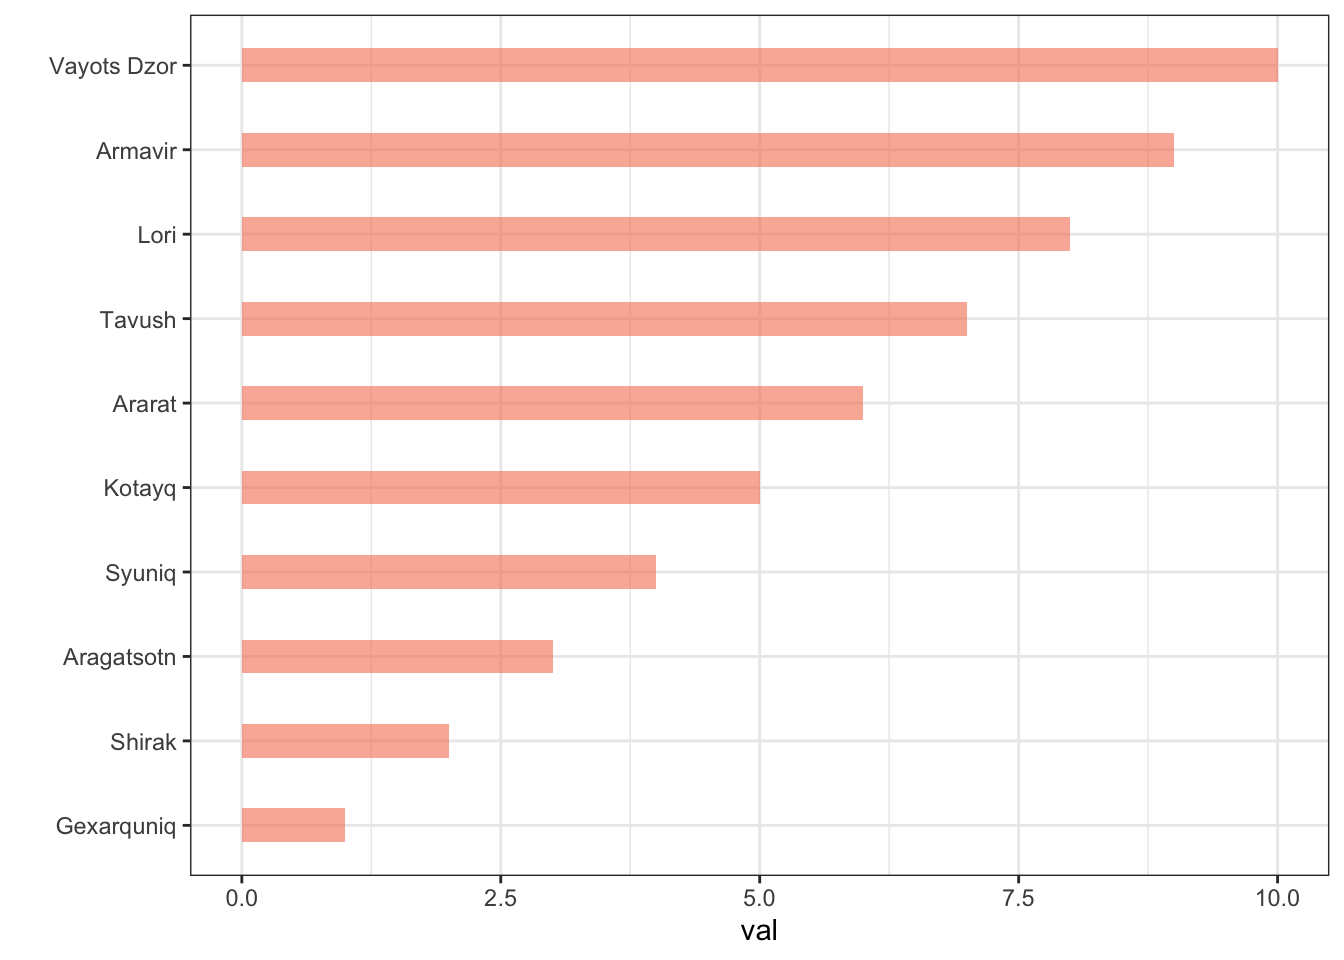 Vayots Dzor
Armavir
Lori
Tavush
Ararat
Kotayq
Syuniq
Aragatsotn
Shirak
Gexarquniq
0.0 2.5 5.0 7.5 10.0
val